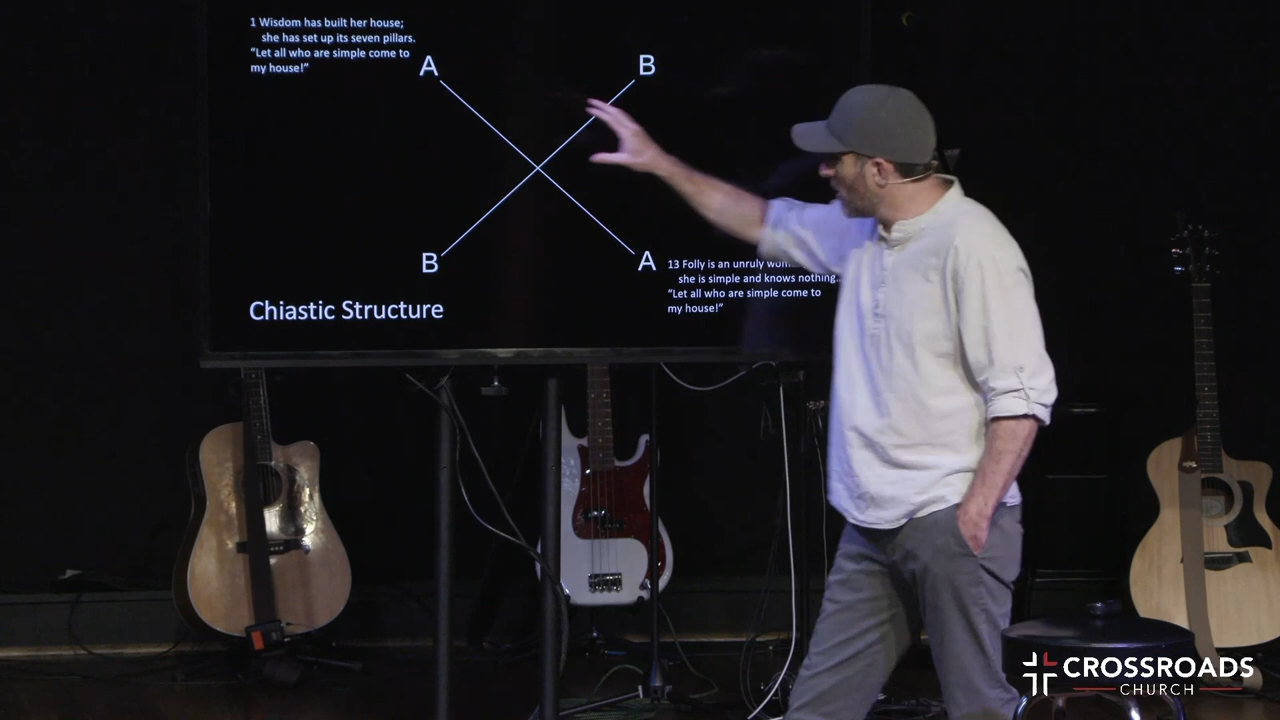 1 Wisdom has built her house;
she has set up its seven pillars.
“Let all who are simple come to
my house!”
A
B
B
A
13 Folly is an unruly
she is simple and knows nothing.
“Let all who are simple come to
my house!”
Chiastic Structure
CROSSROADS
CHURCH